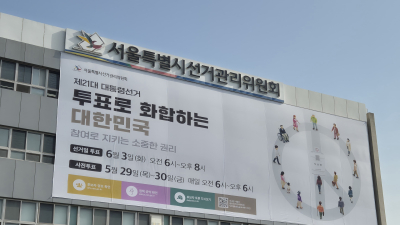 서울특별시선거관리위원회
서울특별시선거관리위원회
제21대 대통령선거
투표로 화합하는
대한민국
참여로 지키는 소중한 권리
선거일 투표 6월 3일(화) 오전 6시~오후 8시
사전투표 5월 29일(목)~30일(금) 매일 오전 6시~오후 6시